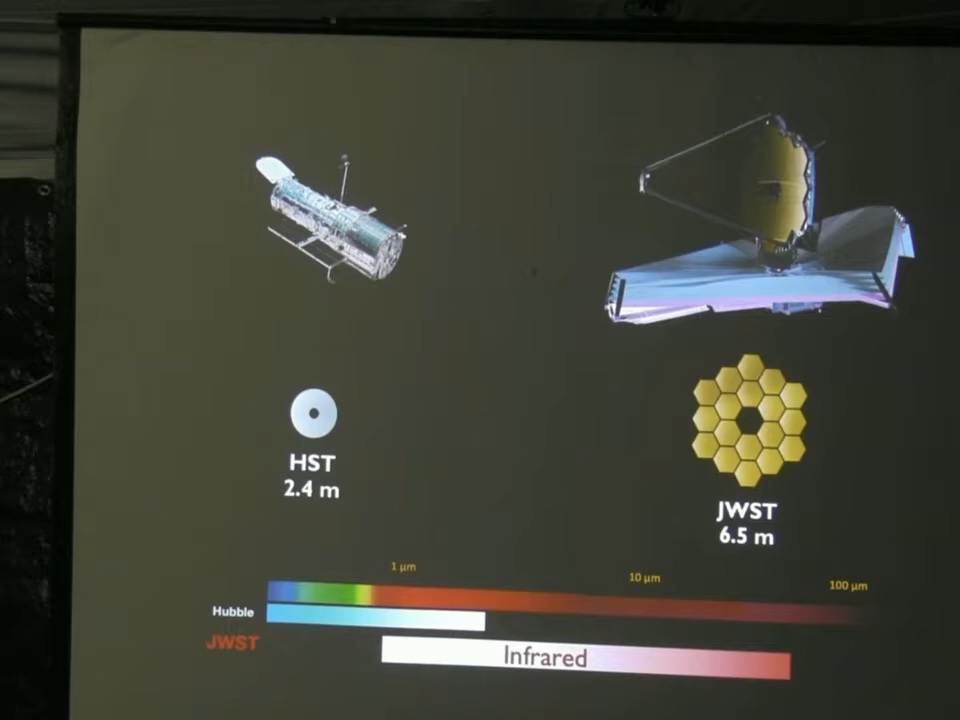 HST
2.4 m
JWST
6.5 m
1 µm
10 µm
100 µm
Hubble
JWST
Infrared